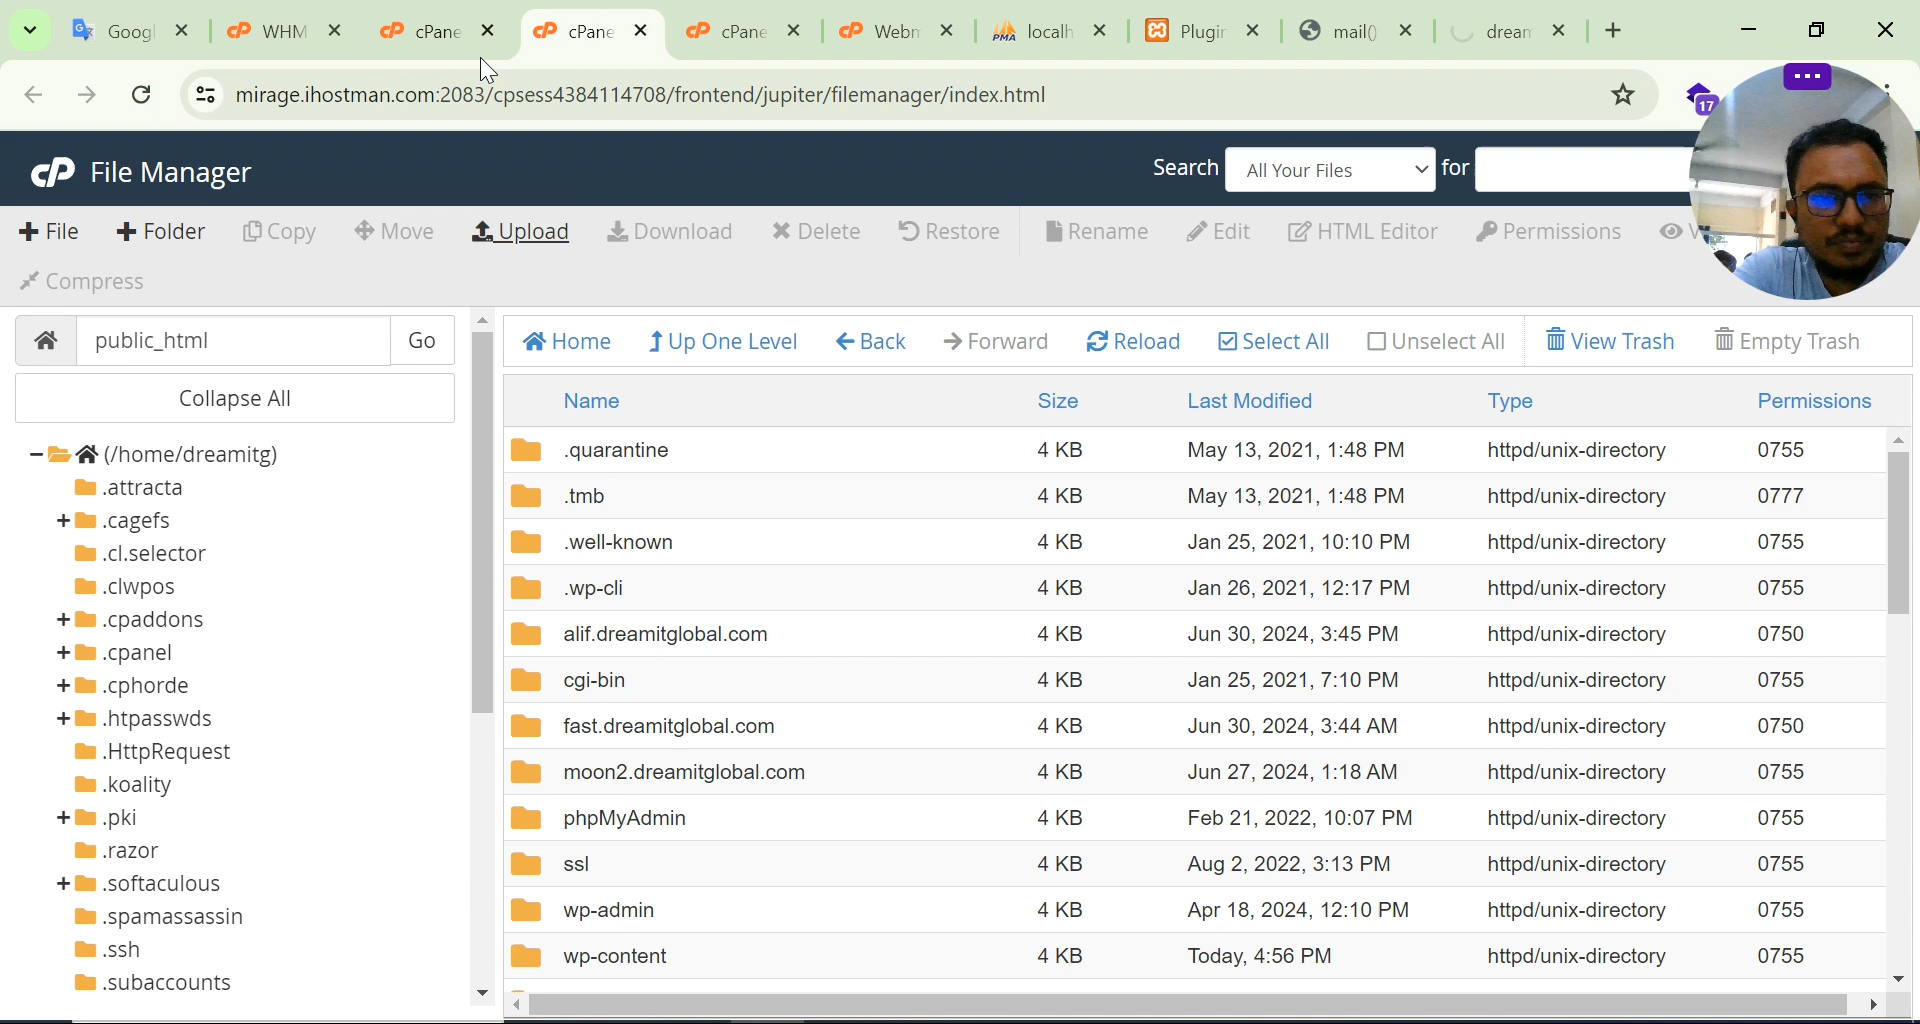 Googl
WHM
cPane
cPane
cPane
Webm
PMA
localh
Plugin
mail()
dream
mirage.ihostman.com:2083/cpsess4384114708/frontend/jupiter/filemanager/index.html
17
cP File Manager
Search All Your Files for
File Folder Copy Move Upload Download Delete Restore Rename Edit HTML Editor Permissions
Compress
public_html Go
Home Up One Level Back Forward Reload Select All Unselect All View Trash Empty Trash
Collapse All
Name Size Last Modified Type Permissions
(/home/dreamitg)
.attracta
.cagefs
.cl.selector
.clwpos
.cpaddons
.cpanel
.cphorde
.htpasswds
.HttpRequest
.koality
.pki
.razor
.softaculous
.spamassassin
.ssh
.subaccounts
.quarantine 4 KB May 13, 2021, 1:48 PM httpd/unix-directory 0755
.tmb 4 KB May 13, 2021, 1:48 PM httpd/unix-directory 0777
.well-known 4 KB Jan 25, 2021, 10:10 PM httpd/unix-directory 0755
.wp-cli 4 KB Jan 26, 2021, 12:17 PM httpd/unix-directory 0755
alif.dreamitglobal.com 4 KB Jun 30, 2024, 3:45 PM httpd/unix-directory 0750
cgi-bin 4 KB Jan 25, 2021, 7:10 PM httpd/unix-directory 0755
fast.dreamitglobal.com 4 KB Jun 30, 2024, 3:44 AM httpd/unix-directory 0750
moon2.dreamitglobal.com 4 KB Jun 27, 2024, 1:18 AM httpd/unix-directory 0755
phpMyAdmin 4 KB Feb 21, 2022, 10:07 PM httpd/unix-directory 0755
ssl 4 KB Aug 2, 2022, 3:13 PM httpd/unix-directory 0755
wp-admin 4 KB Apr 18, 2024, 12:10 PM httpd/unix-directory 0755
wp-content 4 KB Today, 4:56 PM httpd/unix-directory 0755